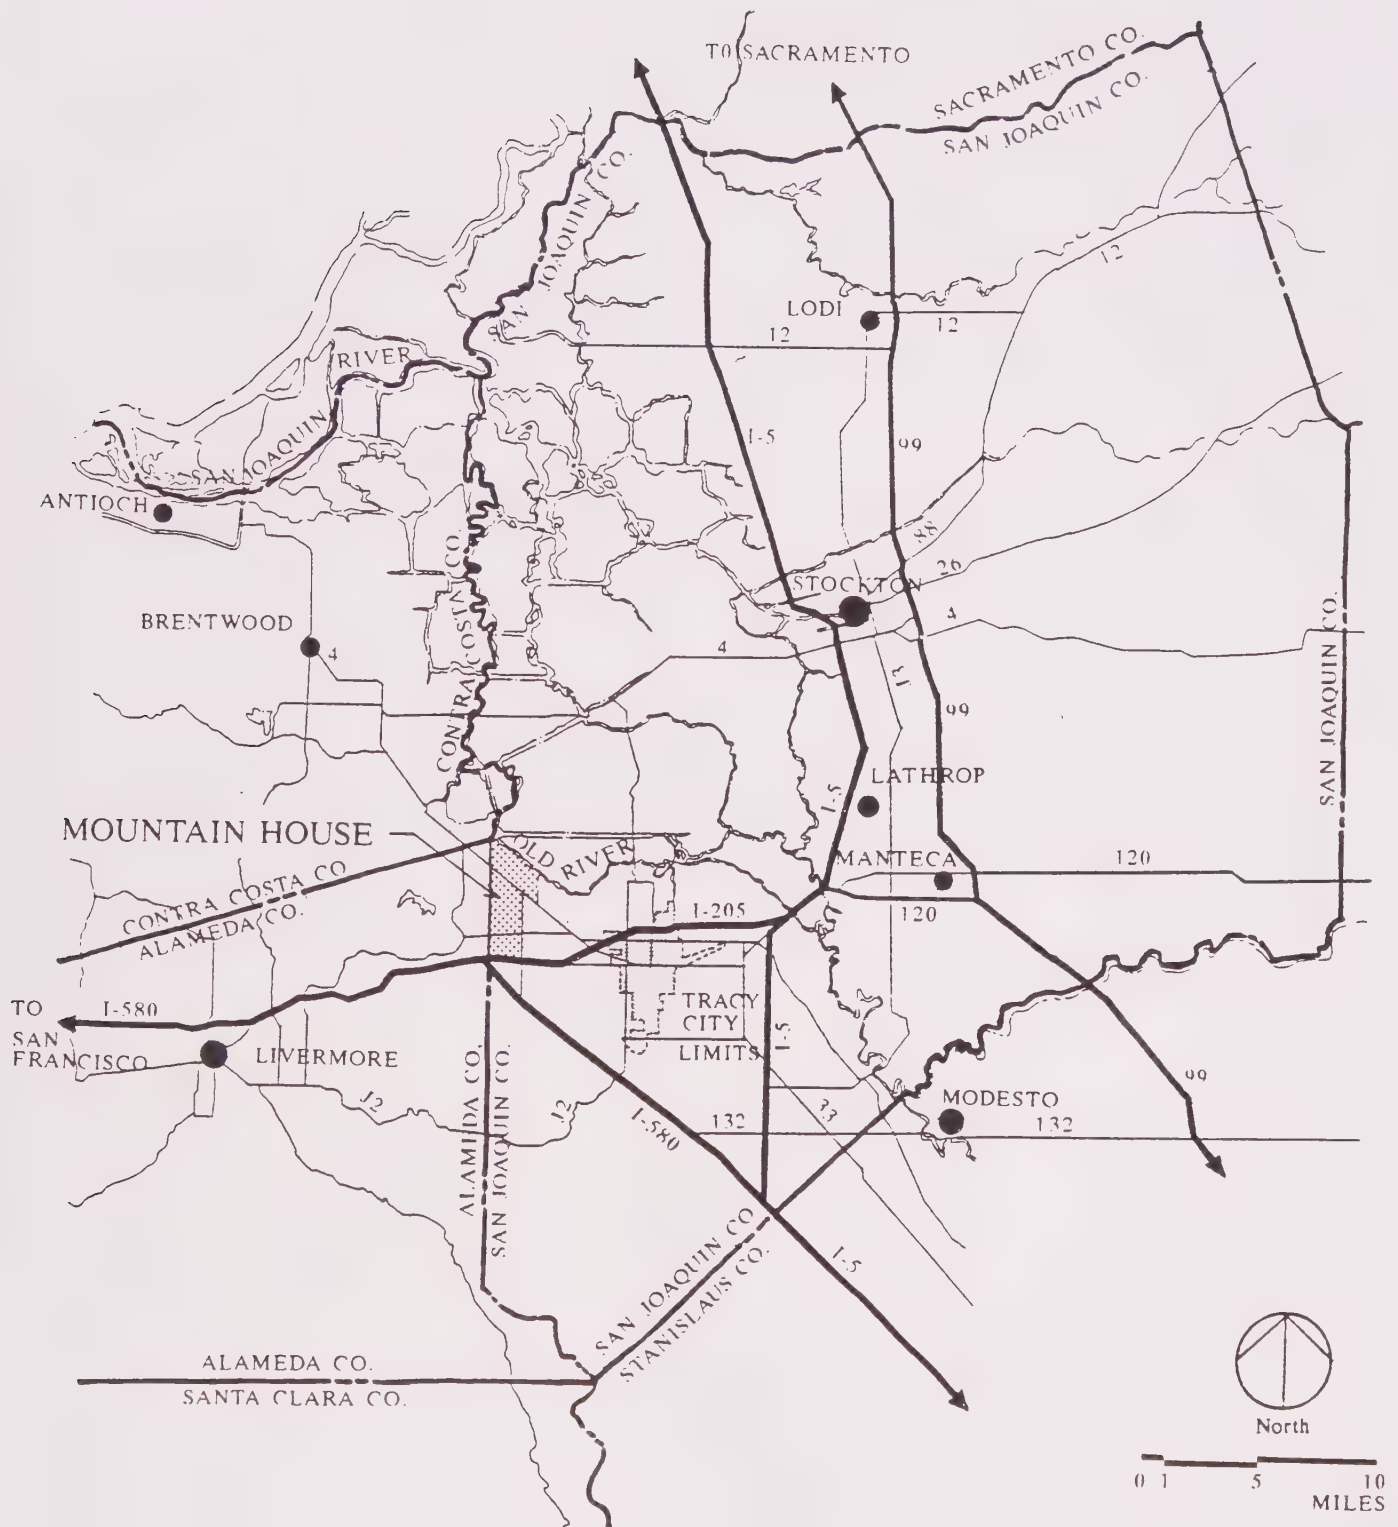 TO SACRAMENTO
SACRAMENTO CO.
SAN JOAQUIN CO.
SAN JOAQUIN CO.
12
LODI
12
12
RIVER
SAN JOAQUIN
I-5
99
ANTIOCH
88
26
STOCKTON
4
BRENTWOOD
4
4
CONTRA COSTA CO.
99
SAN JOAQUIN CO.
LATHROP
I-5
MOUNTAIN HOUSE
OLD
RIVER
MANTECA
120
CONTRA COSTA CO
ALAMEDA CO.
I-205
120
TO
SAN
FRANCISCO
I-580
TRACY
CITY
LIMITS
I-5
LIVERMORE
J2
J2
ALAMEDA CO.
SAN JOAQUIN CO.
I-580
132
33
MODESTO
132
99
SAN JOAQUIN CO
STANISLAUS CO.
I-5
ALAMEDA CO.
SANTA CLARA CO.
North
0 1 5 10
MILES